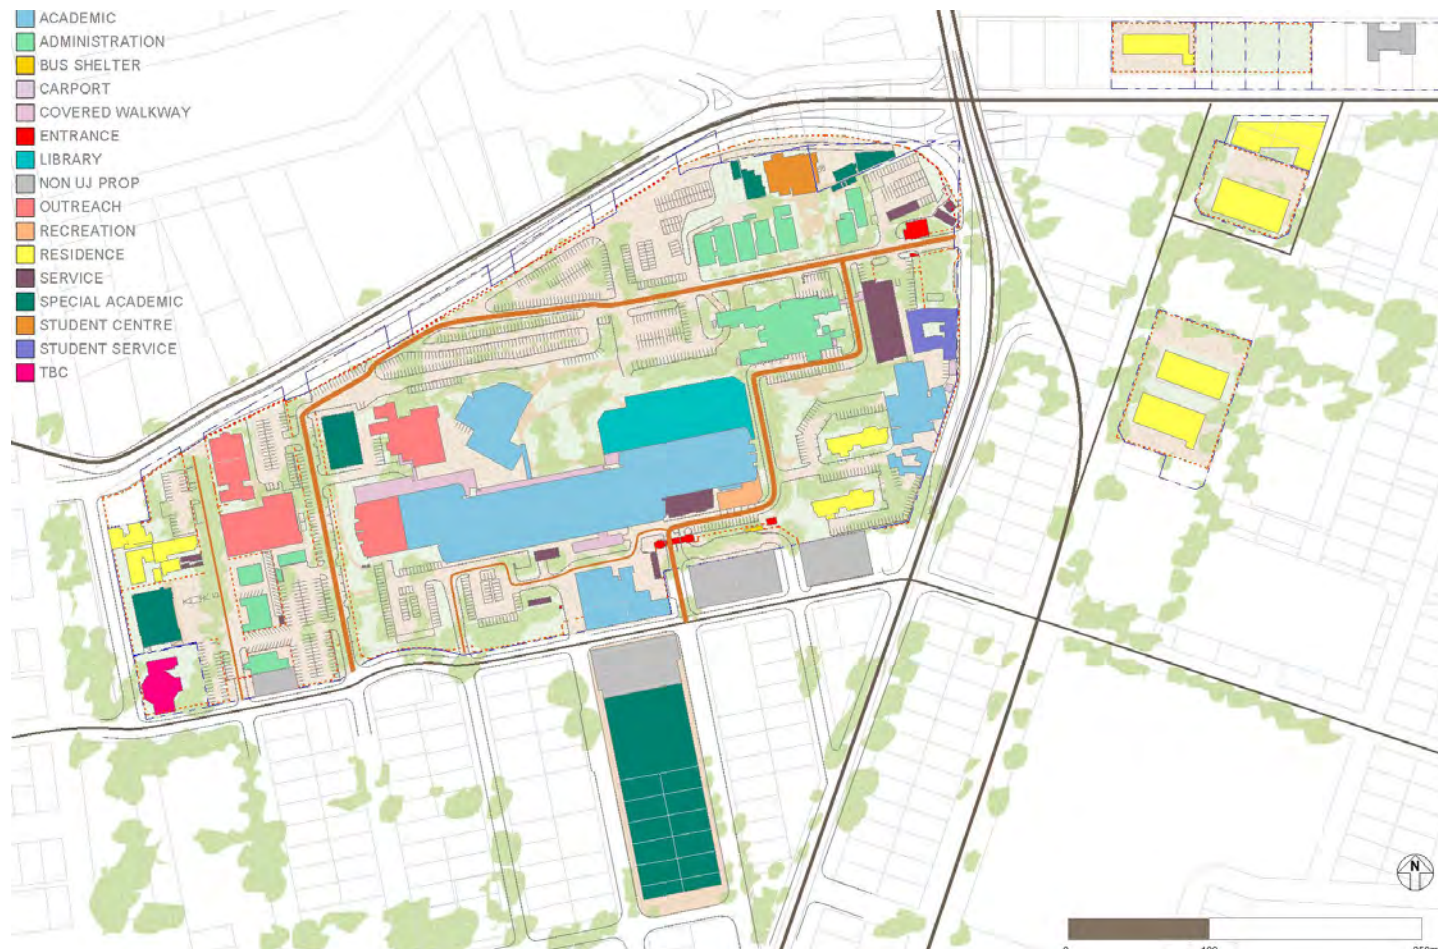 ACADEMIC
ADMINISTRATION
BUS SHELTER
CARPORT
COVERED WALKWAY
ENTRANCE
LIBRARY
NON UJ PROP
OUTREACH
RECREATION
RESIDENCE
SERVICE
SPECIAL ACADEMIC
STUDENT CENTRE
STUDENT SERVICE
TBC
N